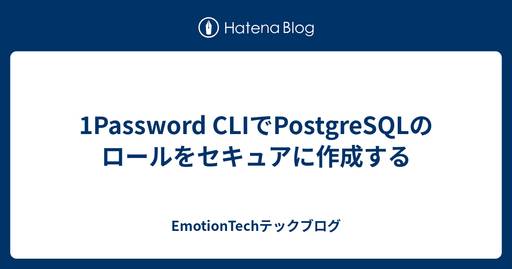 Hatena Blog
1Password CLIでPostgreSQLの
ロールをセキュアに作成する
EmotionTechテックブログ